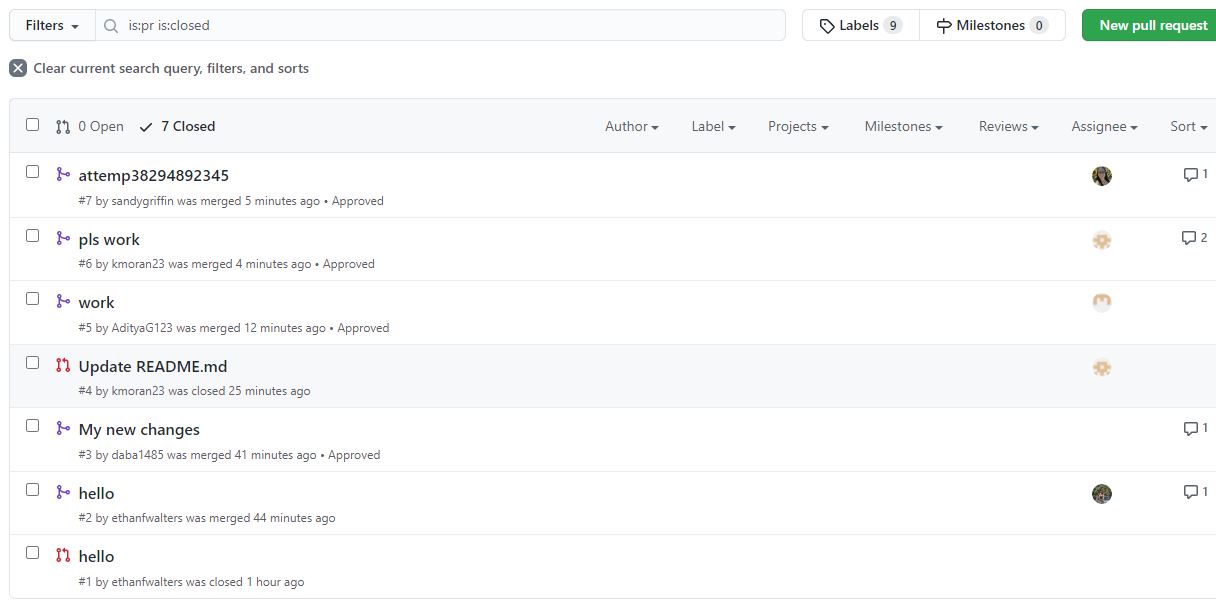 Filters is:pr is:closed Labels 9 Milestones 0 New pull request
Clear current search query, filters, and sorts
0 Open 7 Closed Author Label Projects Milestones Reviews Assignee Sort
attemp38294892345 1
#7 by sandygriffin was merged 5 minutes ago • Approved
pls work 2
#6 by kmoran23 was merged 4 minutes ago • Approved
work
#5 by AdityaG123 was merged 12 minutes ago • Approved
Update README.md
#4 by kmoran23 was closed 25 minutes ago
My new changes 1
#3 by daba1485 was merged 41 minutes ago • Approved
hello 1
#2 by ethanfwalters was merged 44 minutes ago
hello
#1 by ethanfwalters was closed 1 hour ago